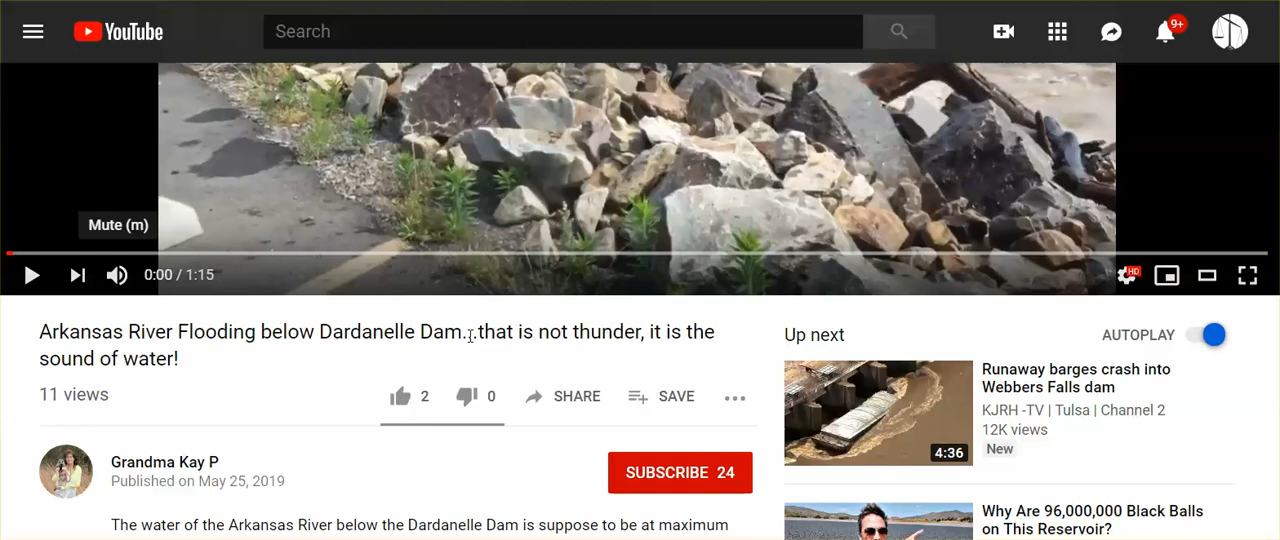 YouTube
Search
9+
Mute (m)
0:00 / 1:15
HD
Arkansas River Flooding below Dardanelle Dam...that is not thunder, it is the
sound of water!
11 views
2
0
SHARE
SAVE
Grandma Kay P
Published on May 25, 2019
SUBSCRIBE 24
The water of the Arkansas River below the Dardanelle Dam is suppose to be at maximum
Up next
AUTOPLAY
4:36
Runaway barges crash into
Webbers Falls dam
KJRH -TV | Tulsa | Channel 2
12K views
New
Why Are 96,000,000 Black Balls
on This Reservoir?